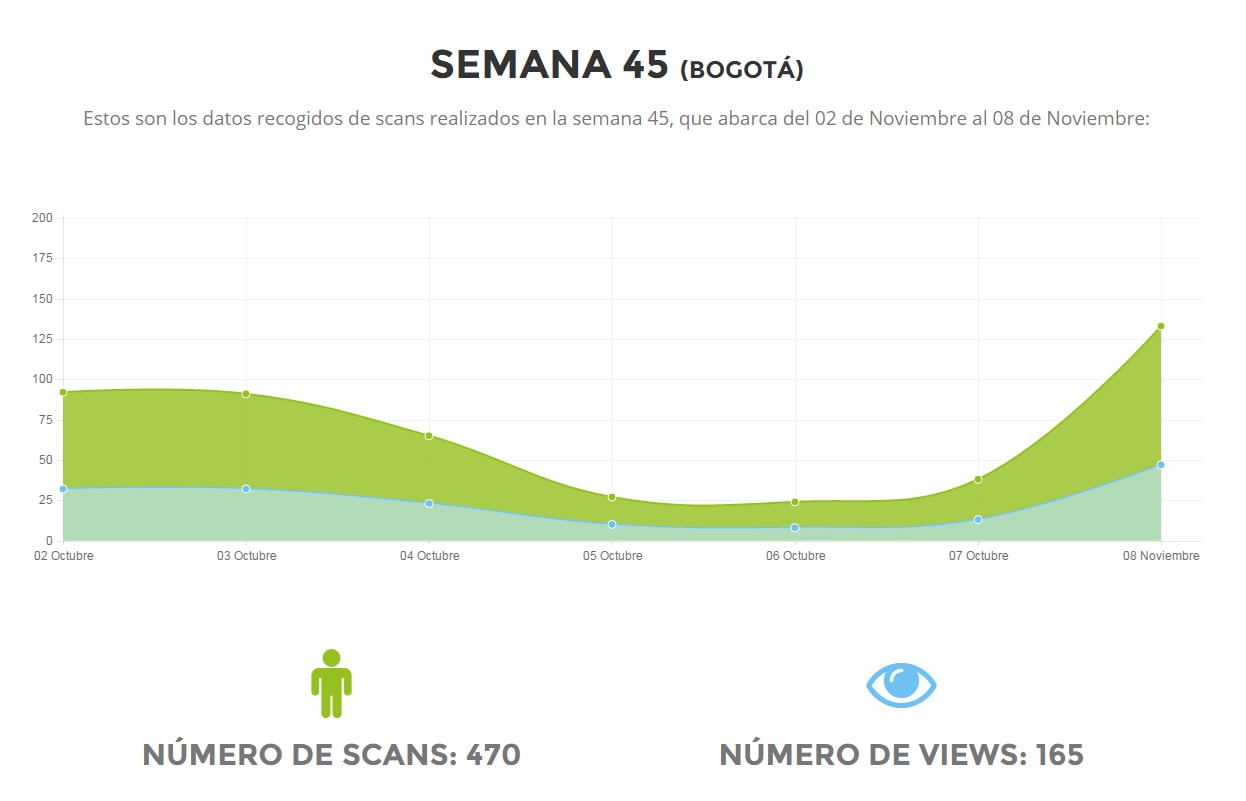 SEMANA 45 (BOGOTÁ)
Estos son los datos recogidos de scans realizados en la semana 45, que abarca del 02 de Noviembre al 08 de Noviembre:
200
175
150
125
100
75
50
25
0
02 Octubre 03 Octubre 04 Octubre 05 Octubre 06 Octubre 07 Octubre 08 Noviembre
NÚMERO DE SCANS: 470 NÚMERO DE VIEWS: 165